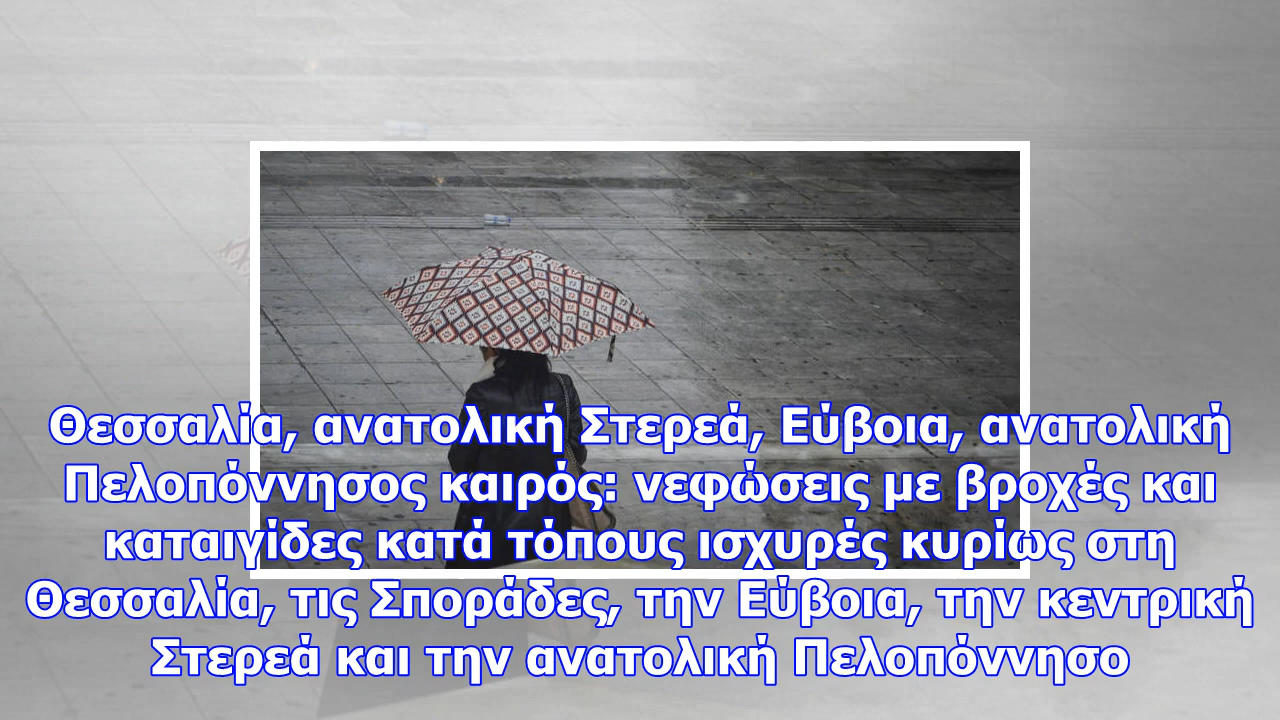 Θεσσαλία, ανατολική Στερεά, Εύβοια, ανατολική
Πελοπόννησος καιρός: νεφώσεις με βροχές και
καταιγίδες κατά τόπους ισχυρές κυρίως στη
Θεσσαλία, τις Σποράδες, την Εύβοια, την κεντρική
Στερεά και την ανατολική Πελοπόννησο